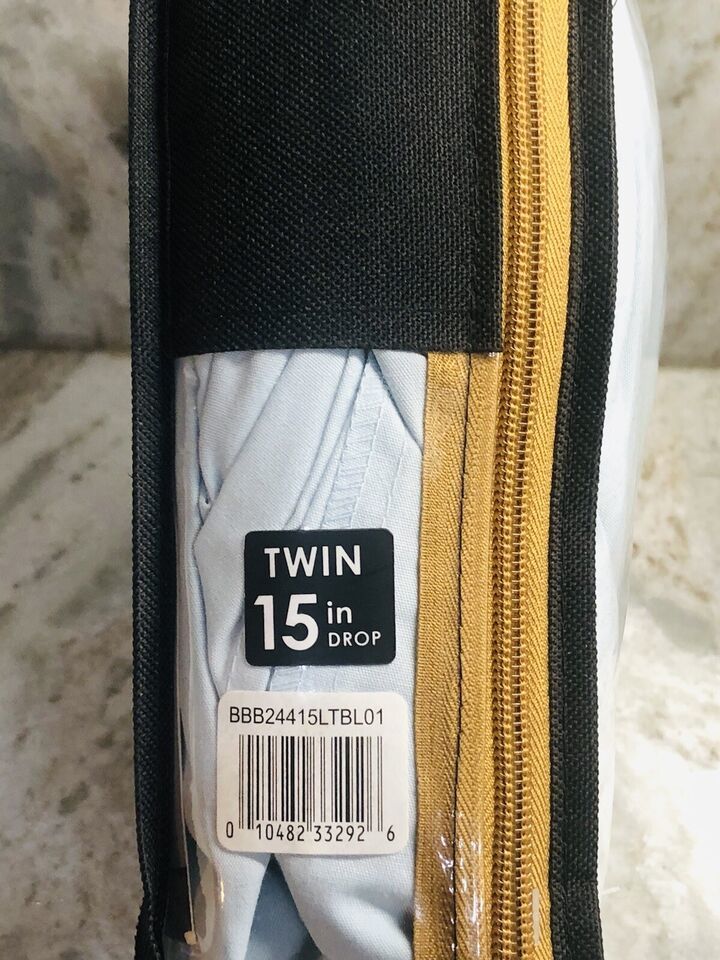 TWIN
15 in
DROP
BBB24415LTBL01
0 10482 33292 6